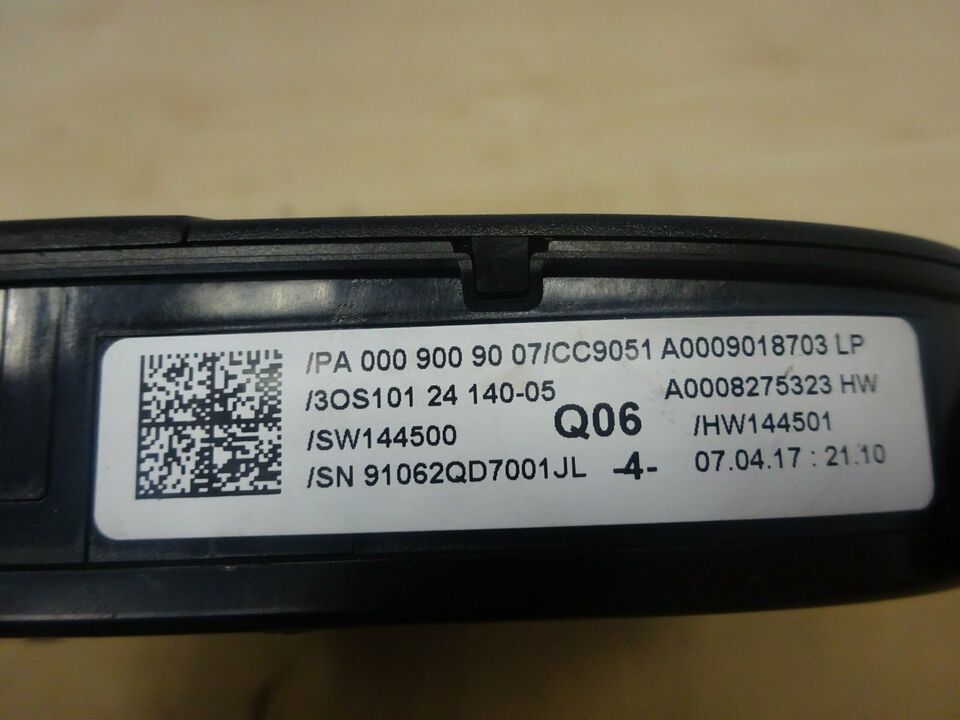 /PA 000 900 90 07/CC9051 A0009018703 LP
/3OS101 24 140-05 A0008275323 HW
/SW144500 Q06 /HW144501
/SN 91062QD7001JL -4- 07.04.17 : 21.10